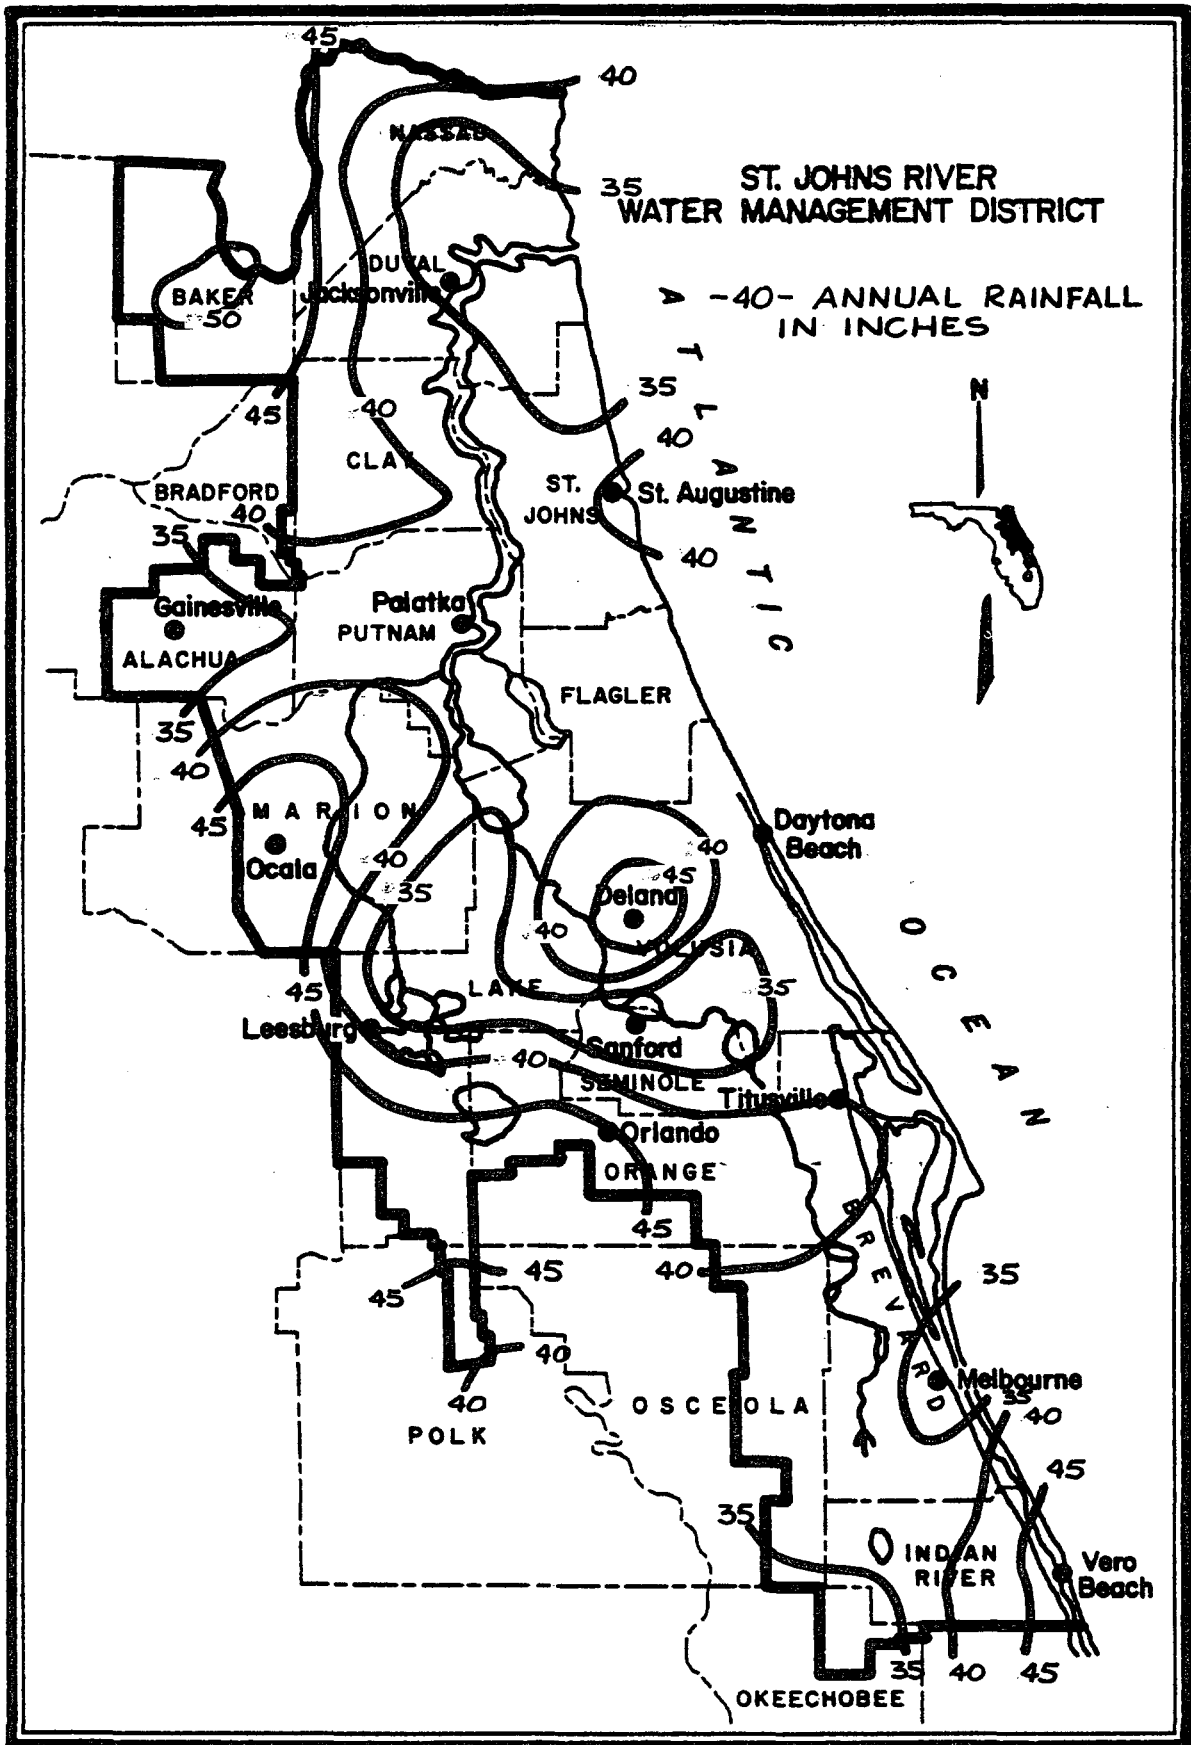 45
40
NASSAU
35
ST. JOHNS RIVER
WATER MANAGEMENT DISTRICT
DUVAL
Jacksonville
BAKER
50
-40- ANNUAL RAINFALL
IN INCHES
ATLANTIC
35
45
40
N
40
CLAY
BRADFORD
40
ST.
JOHNS
St. Augustine
35
40
Gainesville
Palatka
PUTNAM
ALACHUA
FLAGLER
35
40
45
MARION
Ocala
40
35
Daytona
Beach
40
45
Deland
40
VOLUSIA
OCEAN
45
LAKE
35
Leesburg
Sanford
40
SEMINOLE
Titusville
Orlando
ORANGE
45
BREVARD
45
45
40
35
40
40
Melbourne
35
40
OSCEOLA
POLK
45
35
INDIAN
RIVER
Vero
Beach
35
40
45
OKEECHOBEE